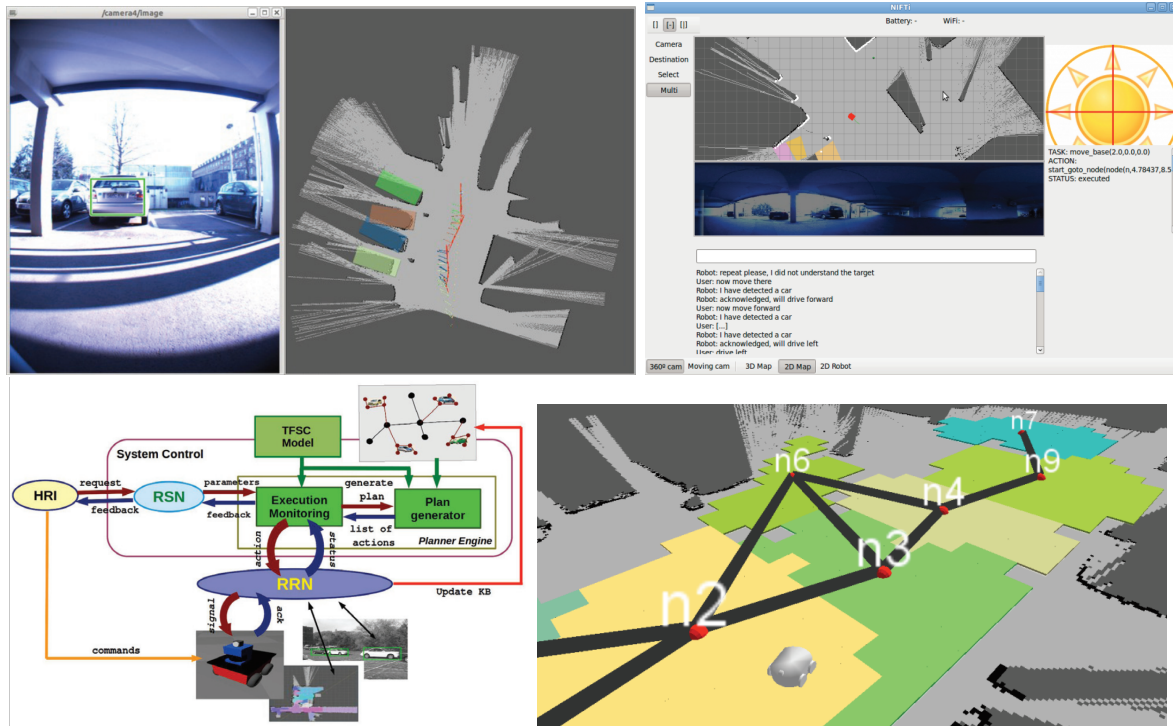 /camera4/image
NIFTi
Battery: -
WiFi: -
[] [-] [|]
Camera
Destination
Select
Multi
TASK: move_base(2.0,0.0,0.0)
ACTION:
start_goto_node(node(n,4.78437,8.5
STATUS: executed
Robot: repeat please, I did not understand the target
User: now move there
Robot: I have detected a car
Robot: acknowledged, will drive forward
User: now move forward
Robot: I have detected a car
User: [...]
Robot: I have detected a car
Robot: acknowledged, will drive left
User: drive left
360º cam
Moving cam
3D Map
2D Map
2D Robot
TFSC
Model
System Control
HRI
request
feedback
RSN
parameters
feedback
Execution
Monitoring
generate
plan
list of
actions
Plan
generator
Planner Engine
action
status
RRN
Update KB
signal
ack
commands
n7
n6
n9
n4
n3
n2